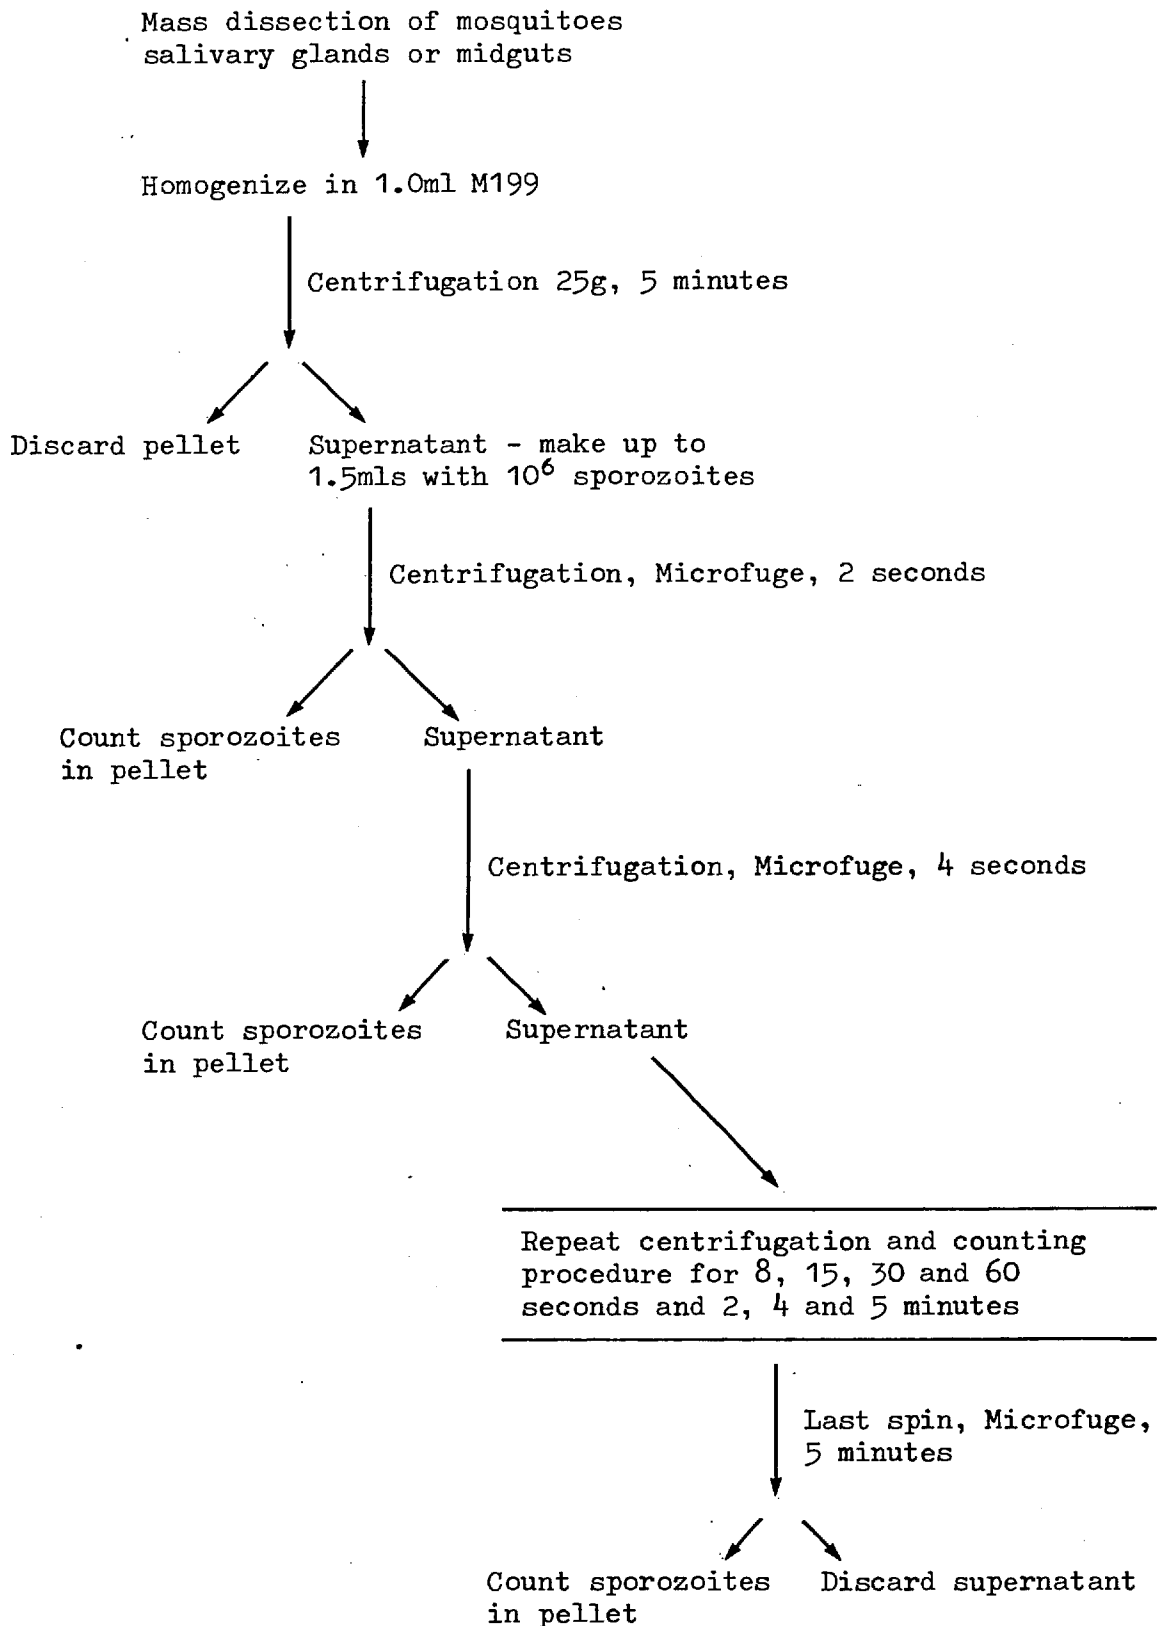 Mass dissection of mosquitoes
salivary glands or midguts
Homogenize in 1.0ml M199
Centrifugation 25g, 5 minutes
Discard pellet
Supernatant - make up to
1.5mls with 10⁶ sporozoites
Centrifugation, Microfuge, 2 seconds
Count sporozoites
in pellet
Supernatant
Centrifugation, Microfuge, 4 seconds
Count sporozoites
in pellet
Supernatant
Repeat centrifugation and counting
procedure for 8, 15, 30 and 60
seconds and 2, 4 and 5 minutes
Last spin, Microfuge,
5 minutes
Count sporozoites
in pellet
Discard supernatant